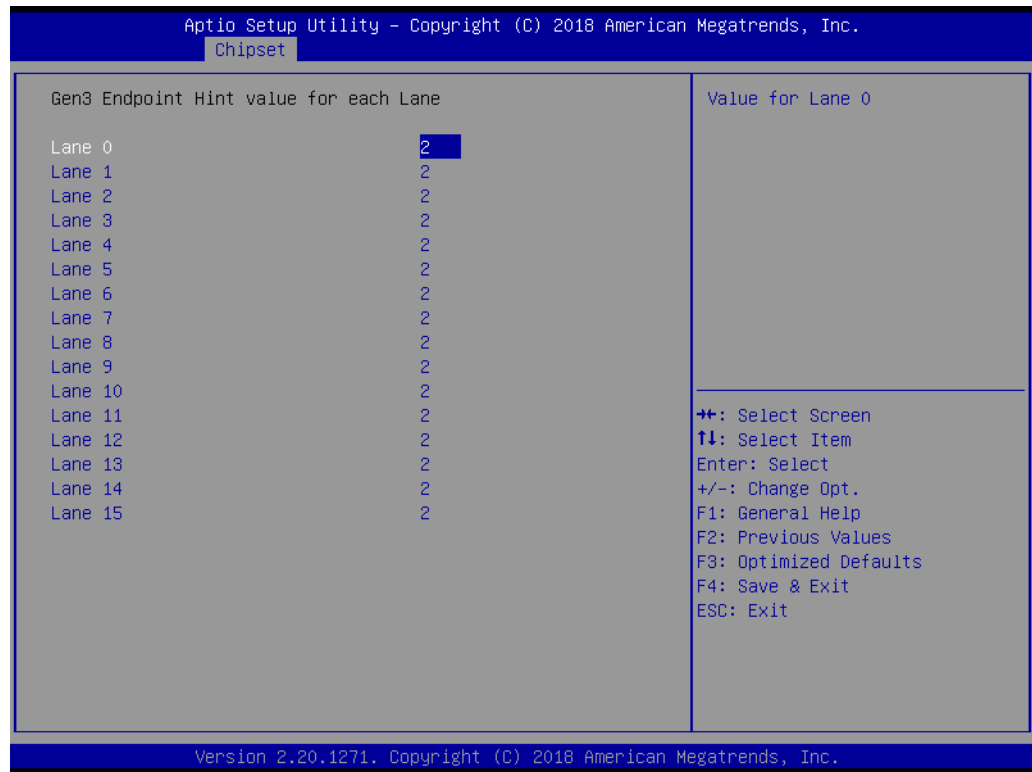 Aptio Setup Utility – Copyright (C) 2018 American Megatrends, Inc.
Chipset
Gen3 Endpoint Hint value for each Lane
Lane 0 2
Lane 1 2
Lane 2 2
Lane 3 2
Lane 4 2
Lane 5 2
Lane 6 2
Lane 7 2
Lane 8 2
Lane 9 2
Lane 10 2
Lane 11 2
Lane 12 2
Lane 13 2
Lane 14 2
Lane 15 2
Value for Lane 0
→←: Select Screen
↑↓: Select Item
Enter: Select
+/-: Change Opt.
F1: General Help
F2: Previous Values
F3: Optimized Defaults
F4: Save & Exit
ESC: Exit
Version 2.20.1271. Copyright (C) 2018 American Megatrends, Inc.